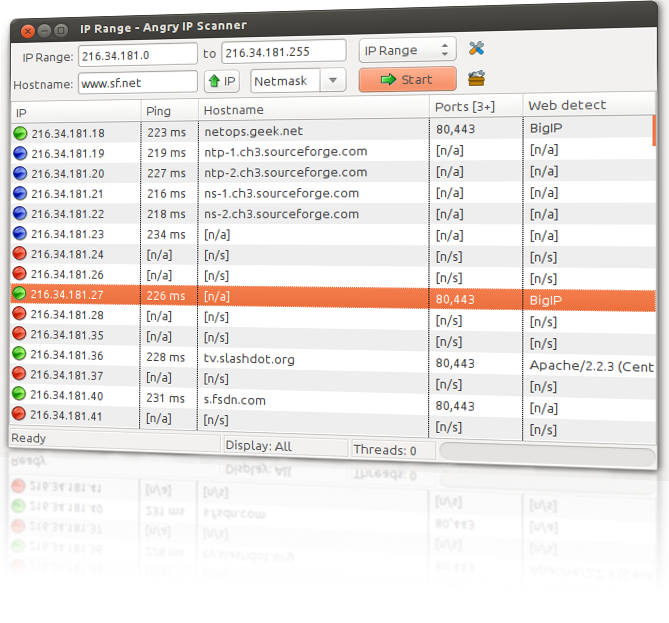 IP Range - Angry IP Scanner
IP Range: 216.34.181.0 to 216.34.181.255 IP Range
Hostname: www.sf.net IP Netmask Start
IP Ping Hostname Ports [3+] Web detect
216.34.181.18 223 ms netops.geek.net 80,443 BigIP
216.34.181.19 219 ms ntp-1.ch3.sourceforge.com [n/a] [n/a]
216.34.181.20 227 ms ntp-2.ch3.sourceforge.com [n/a] [n/a]
216.34.181.21 216 ms ns-1.ch3.sourceforge.com [n/a] [n/a]
216.34.181.22 218 ms ns-2.ch3.sourceforge.com [n/a] [n/a]
216.34.181.23 234 ms [n/a] [n/a] [n/a]
216.34.181.24 [n/a] [n/s] [n/s] [n/s]
216.34.181.26 [n/a] [n/s] [n/s] [n/s]
216.34.181.27 226 ms [n/a] 80,443 BigIP
216.34.181.28 [n/a] [n/s] [n/s] [n/s]
216.34.181.35 [n/a] [n/s] [n/s] [n/s]
216.34.181.36 228 ms tv.slashdot.org 80,443 Apache/2.2.3 (Cent
216.34.181.37 [n/a] [n/s] [n/s] [n/s]
216.34.181.40 231 ms s.fsdn.com 80,443 [n/a]
216.34.181.41 [n/a] [n/s] [n/s] [n/s]
Ready Display: All Threads: 0